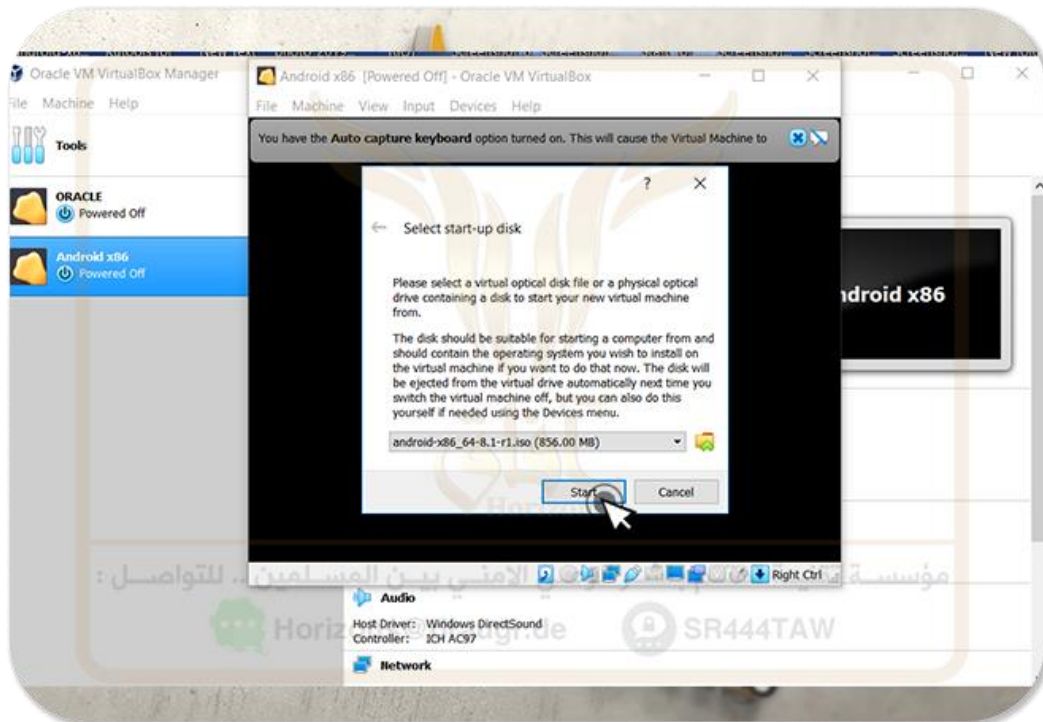 Oracle VM VirtualBox Manager
File Machine Help
Tools
ORACLE
Powered Off
Android x86
Powered Off
Android x86 [Powered Off] - Oracle VM VirtualBox
File Machine View Input Devices Help
You have the Auto capture keyboard option turned on. This will cause the Virtual Machine to
Select start-up disk
Please select a virtual optical disk file or a physical optical
drive containing a disk to start your new virtual machine
from.
The disk should be suitable for starting a computer from and
should contain the operating system you wish to install on
the virtual machine if you want to do that now. The disk will
be ejected from the virtual drive automatically next time you
switch the virtual machine off, but you can also do this
yourself if needed using the Devices menu.
android-x86_64-8.1-r1.iso (856.00 MB)
Start
Cancel
ndroid x86
Right Ctrl
مؤسسة
الأمني بين المسلمين .. للتواصل :
Audio
Host Driver: Windows DirectSound
Controller: ICH AC97
SR444TAW
Network